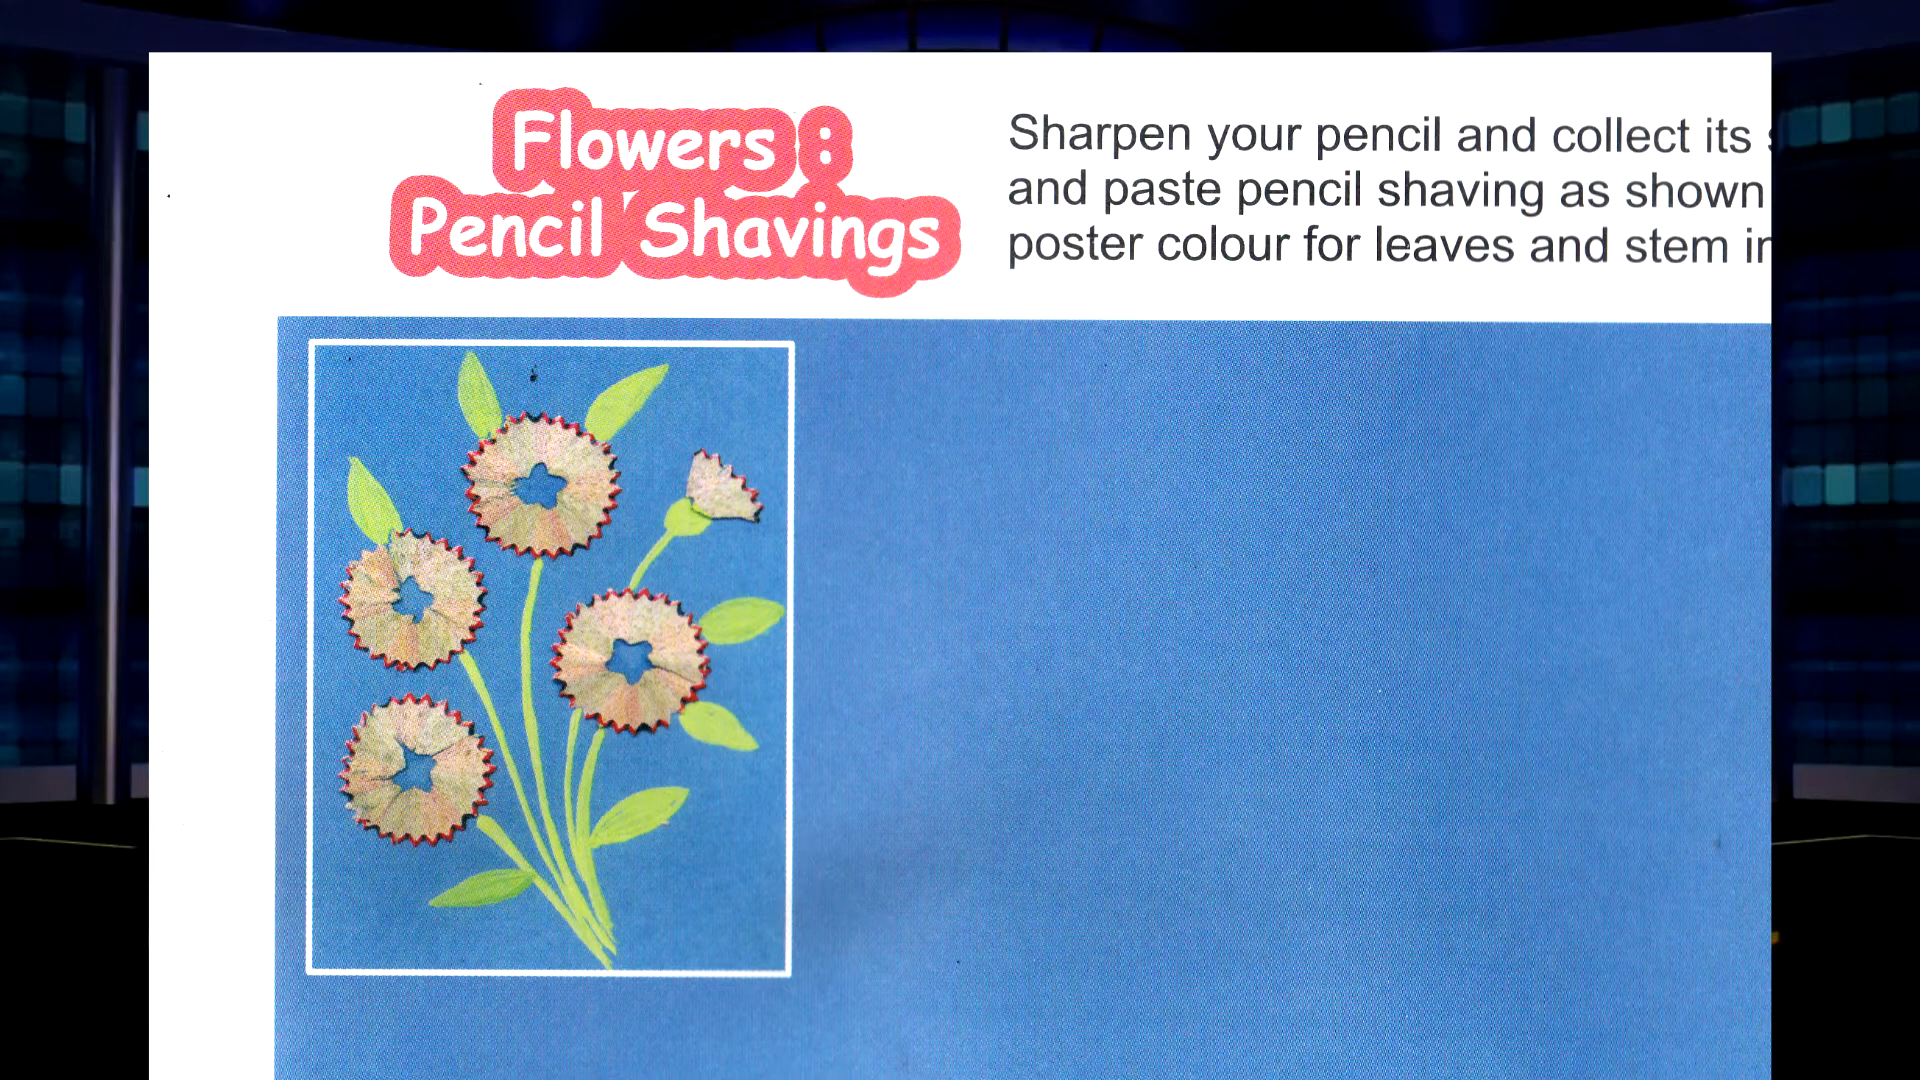 Flowers :
Pencil Shavings
Sharpen your pencil and collect its
and paste pencil shaving as shown
poster colour for leaves and stem